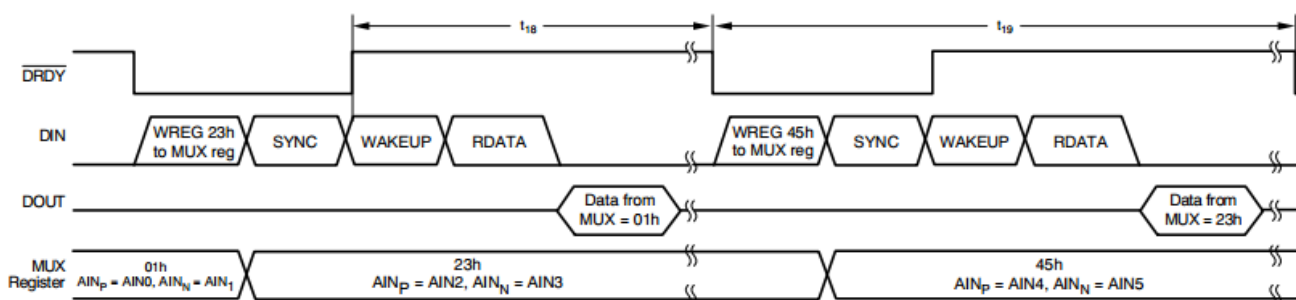 t18
t19
DRDY
DIN
WREG 23h
to MUX reg
SYNC
WAKEUP
RDATA
WREG 45h
to MUX reg
SYNC
WAKEUP
RDATA
DOUT
Data from
MUX = 01h
Data from
MUX = 23h
MUX
Register
01h
AINP = AIN0, AINN = AIN1
23h
AINP = AIN2, AINN = AIN3
45h
AINP = AIN4, AINN = AIN5